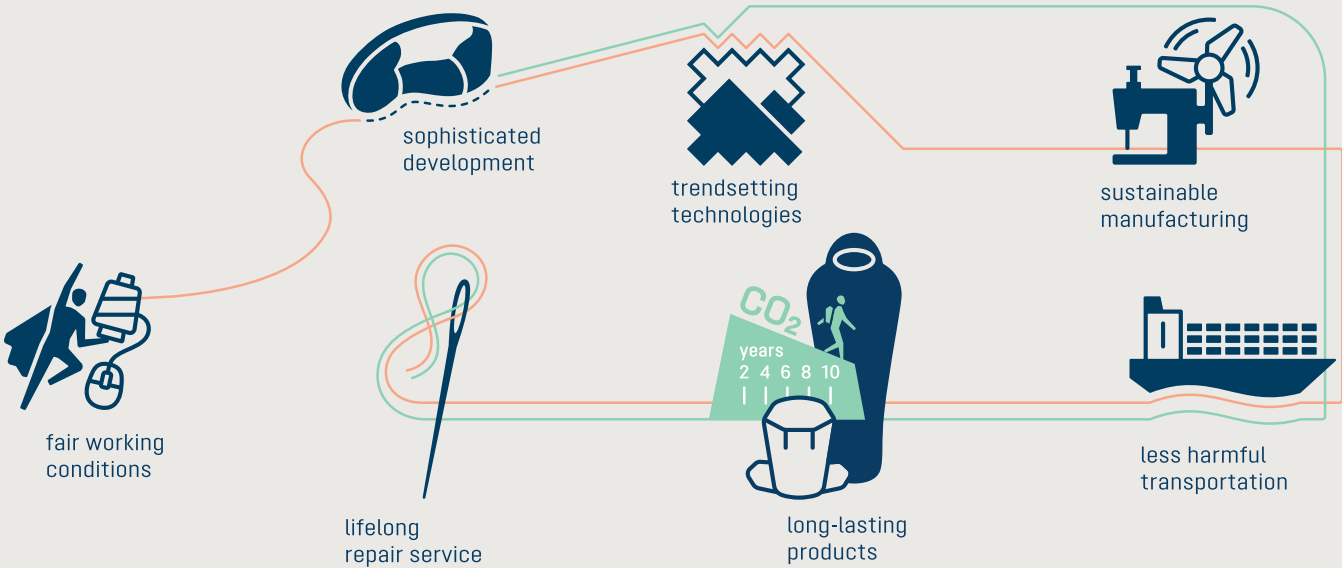 sophisticated
development
trendsetting
technologies
sustainable
manufacturing
fair working
conditions
lifelong
repair service
CO₂
years
2 4 6 8 10
long-lasting
products
less harmful
transportation